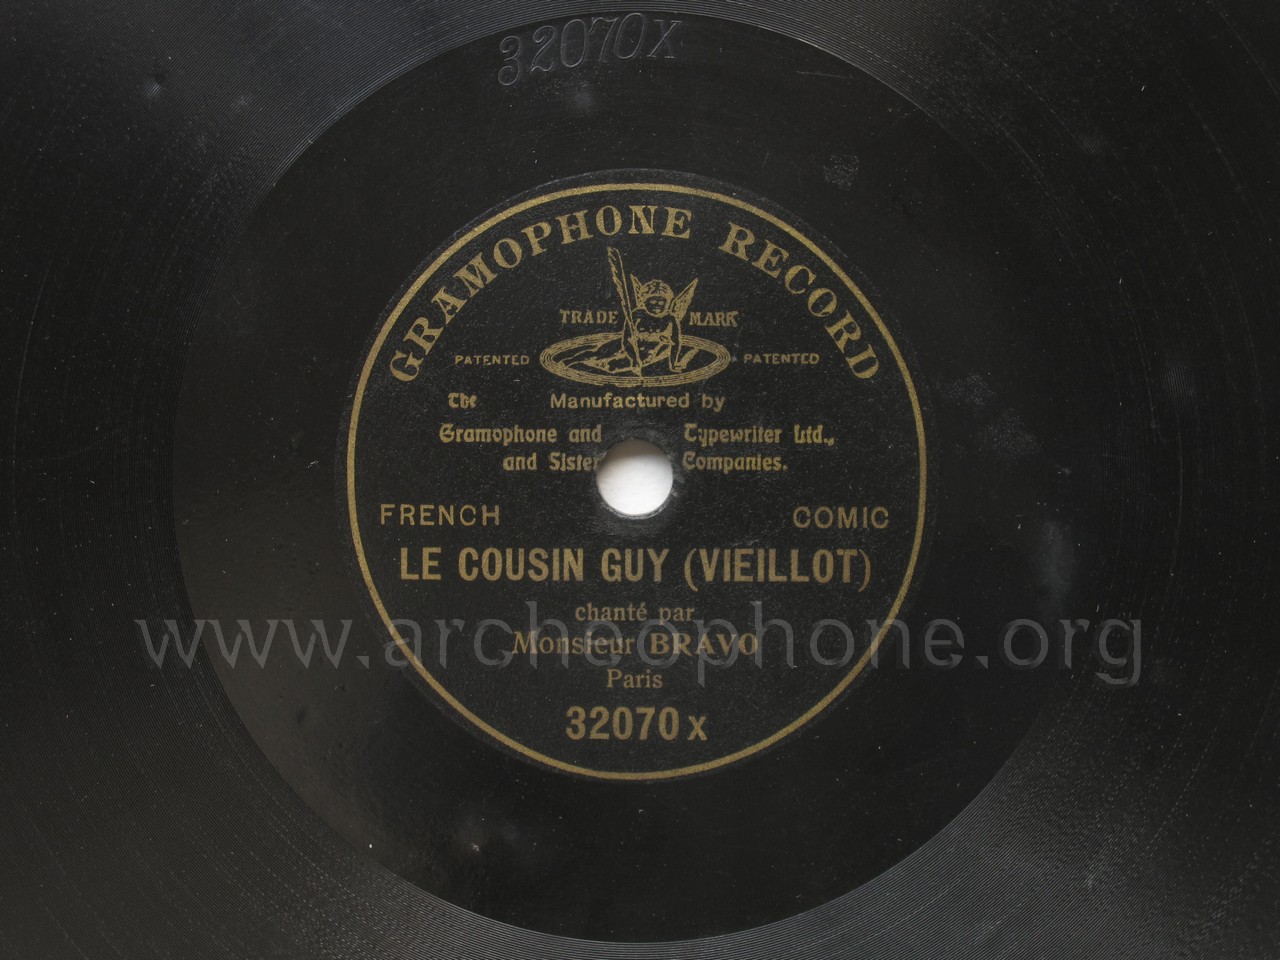 32070X
GRAMOPHONE RECORD
TRADE MARK
PATENTED PATENTED
The Manufactured by
Gramophone and Typewriter Ltd.,
and Sister Companies.
FRENCH COMIC
LE COUSIN GUY (VIEILLOT)
chanté par
www.archeophone.org
Monsieur BRAVO
Paris
32070 X